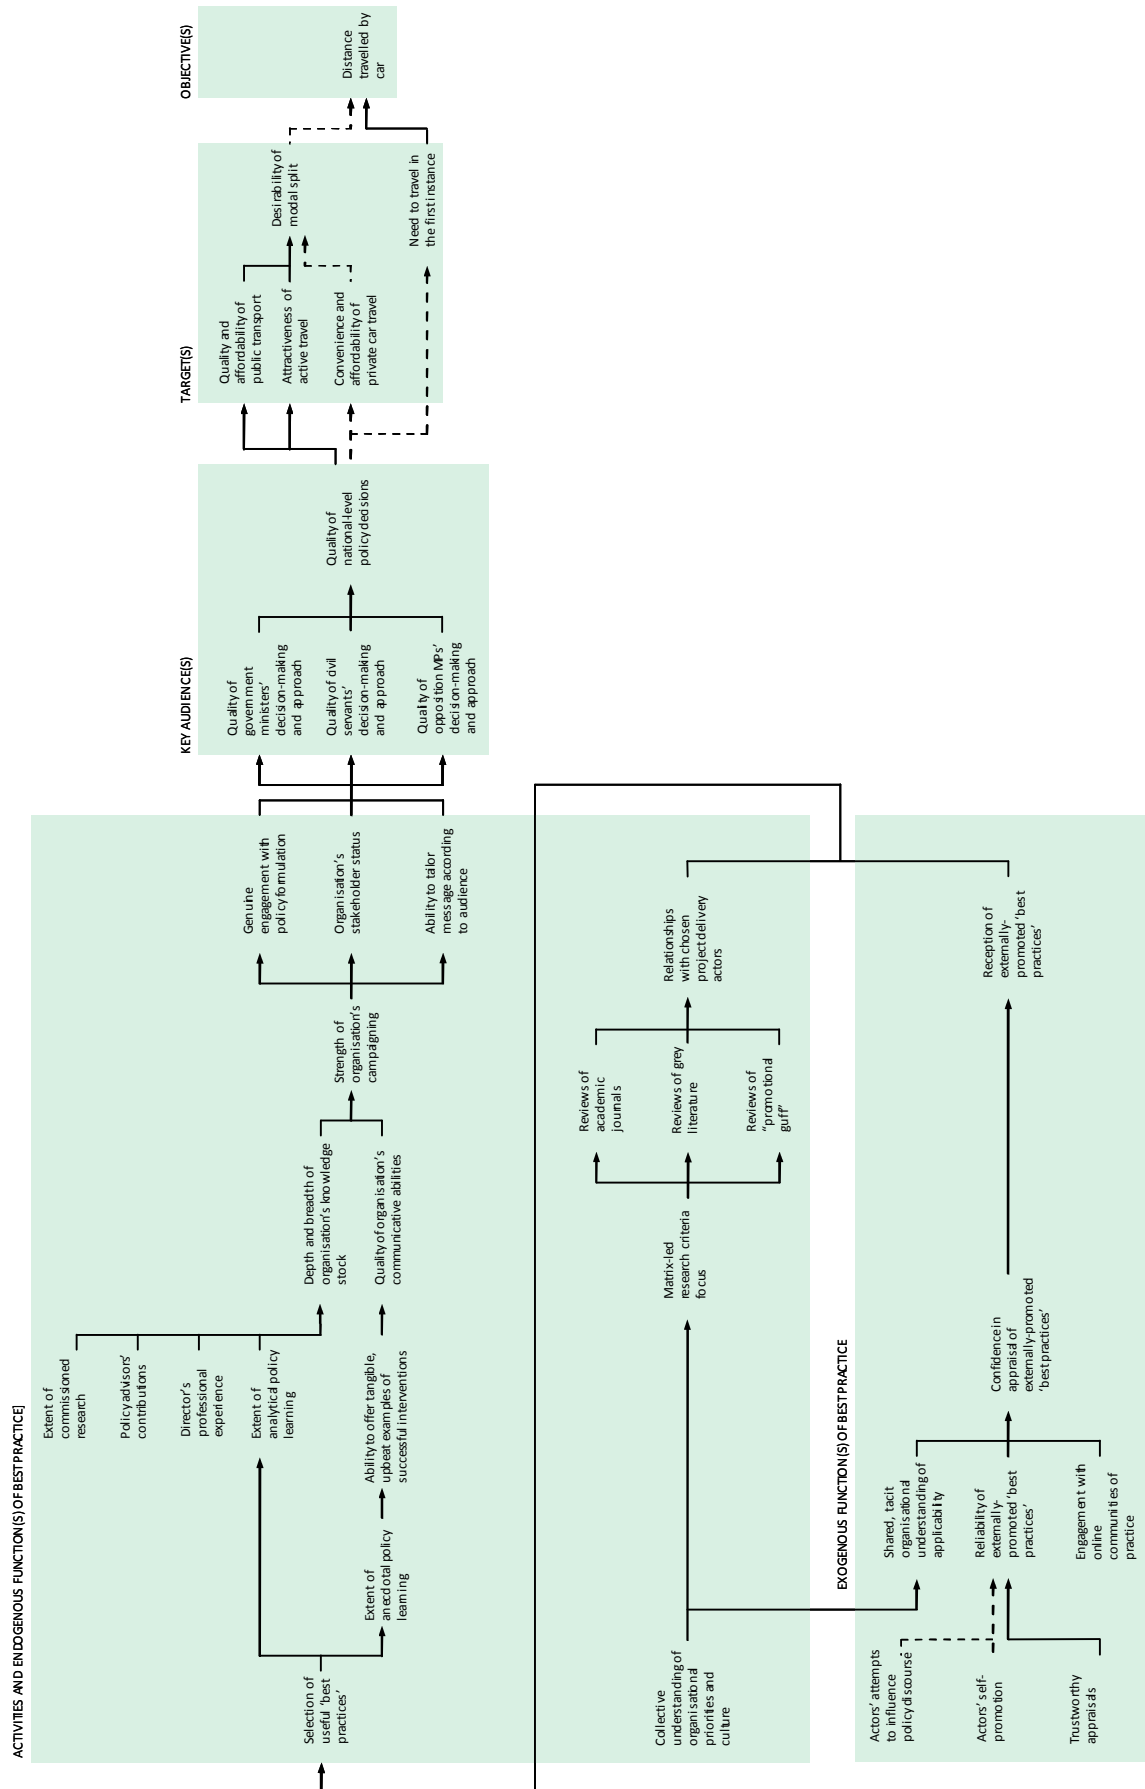 ACTIVITIES AND ENDOGENOUS FUNCTION(S) OF BEST PRACTICE]
Selection of
useful ‘best
practices’
Extent of
commissioned
research
Policy advisors’
contributions
Director’s
professional
experience
Extent of
analytical policy
learning
Extent of
anecdotal policy
learning
Ability to offer tangible,
upbeat examples of
successful interventions
Depth and breadth of
organisation’s knowledge
stock
Quality of organisation’s
communicative abilities
Strength of
organisation’s
campaigning
Genuine
engagement with
policy formulation
Organisation’s
stakeholder status
Ability to tailor
message according
to audience
Collective
understanding of
organisational
priorities and
culture
Matrix-led
research criteria
focus
Reviews of
academic
journals
Reviews of grey
literature
Reviews of
“promotional
guff”
Relationships
with chosen
project delivery
actors
KEY AUDIENCE(S)
Quality of
government
ministers’
decision-making
and approach
Quality of civil
servants’
decision-making
and approach
Quality of
opposition MPs’
decision-making
and approach
Quality of
national-level
policy decisions
TARGET(S)
Quality and
affordability of
public transport
Attractiveness of
active travel
Convenience and
affordability of
private car travel
Desirability of
modal split
Need to travel in
the first instance
OBJECTIVE(S)
Distance
travelled by
car
EXOGENOUS FUNCTION(S) OF BEST PRACTICE
Actors’ attempts
to influence
policy discourse
Actors’ self-
promotion
Trustworthy
appraisals
Shared, tacit
organisational
understanding of
applicability
Reliability of
externally-
promoted ‘best
practices’
Engagement with
online
communities of
practice
Confidence in
appraisal of
externally-promoted
‘best practices’
Reception of
externally-
promoted ‘best
practices’